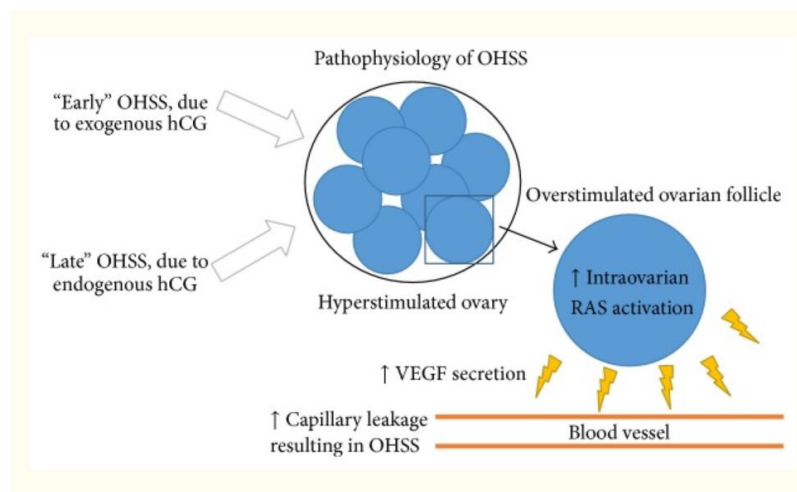 Pathophysiology of OHSS
“Early” OHSS, due
to exogenous hCG
“Late” OHSS, due to
endogenous hCG
Hyperstimulated ovary
Overstimulated ovarian follicle
↑ Intraovarian
RAS activation
↑ VEGF secretion
↑ Capillary leakage
resulting in OHSS
Blood vessel